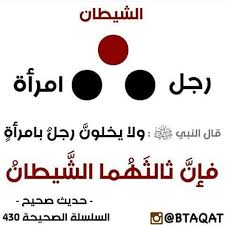 الشيطان
رجل امرأة
قال النبي ﷺ : ولا يخلونَّ رجلٌ بامرأةٍ
فإنَّ ثالثَهُما الشَّيطانُ
- حديث صحيح -
السلسلة الصحيحة 430
@BTAQAT